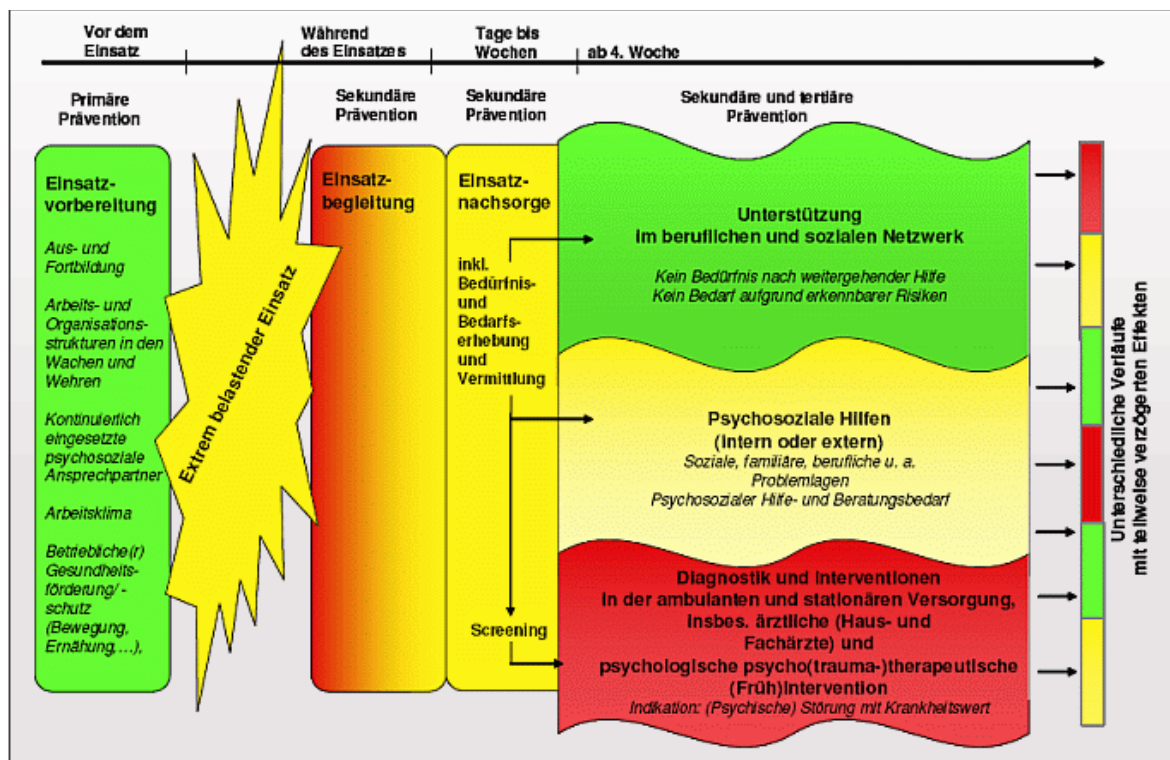 Vor dem
Einsatz
Während
des Einsatzes
Tage bis
Wochen
ab 4. Woche
Primäre
Prävention
Sekundäre
Prävention
Sekundäre
Prävention
Sekundäre und tertiäre
Prävention
Einsatz-
vorbereitung
Aus- und
Fortbildung
Arbeits- und
Organisations-
strukturen in den
Wachen und
Wehren
Kontinuierlich
eingesetzte
psychosoziale
Ansprechpartner
Arbeitsklima
Betriebliche(r)
Gesundheits-
förderung/ -
schutz
(Bewegung,
Ernährung,…),
Extrem belastender Einsatz
Einsatz-
begleitung
Einsatz-
nachsorge
inkl.
Bedürfnis-
und
Bedarfs-
erhebung
und
Vermittlung
Screening
Unterstützung
im beruflichen und sozialen Netzwerk
Kein Bedürfnis nach weitergehender Hilfe
Kein Bedarf aufgrund erkennbarer Risiken
Psychosoziale Hilfen
(intern oder extern)
Soziale, familiäre, berufliche u. a.
Problemlagen
Psychosozialer Hilfe- und Beratungsbedarf
Diagnostik und Interventionen
in der ambulanten und stationären Versorgung,
insbes. ärztliche (Haus- und
Fachärzte) und
psychologische psycho(trauma-)therapeutische
(Früh)Intervention
Indikation: (Psychische) Störung mit Krankheitswert
Unterschiedliche Verläufe
mit teilweise verzögerten Effekten